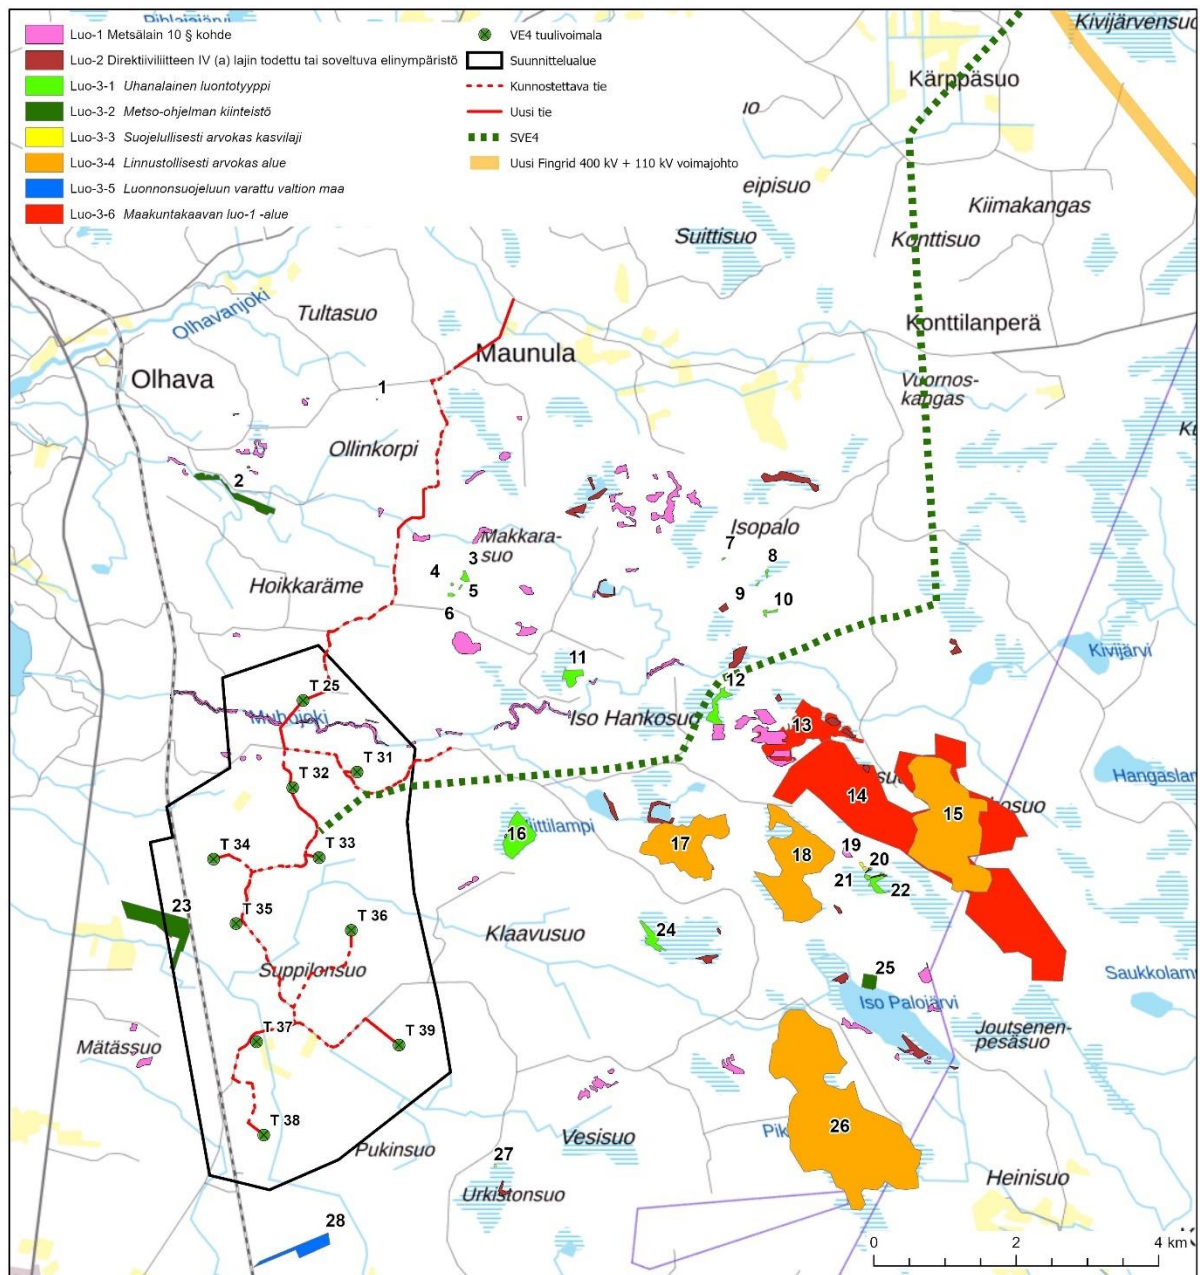 Kivijärvensuo
Luo-1 Metsälain 10 § kohde
Luo-2 Direktiiviliitteen IV (a) lajin todettu tai soveltuva elinympäristö
Luo-3-1 Uhanalainen luontotyyppi
Luo-3-2 Metso-ohjelman kiinteistö
Luo-3-3 Suojelullisesti arvokas kasvilaji
Luo-3-4 Linnustollisesti arvokas alue
Luo-3-5 Luonnonsuojeluun varattu valtion maa
Luo-3-6 Maakuntakaavan luo-1 -alue
VE4 tuulivoimala
Suunnittelualue
Kunnostettava tie
Uusi tie
SVE4
Uusi Fingrid 400 kV + 110 kV voimajohto
Kärppäsuo
eipisuo
Kiimakangas
Suittisuo
Konttisuo
Olhavanjoki
Tultasuo
Konttilanperä
Maunula
Olhava
1
Vuornos-
kangas
Ollinkorpi
2
Isopalo
Makkara-
suo
7
8
3
4
5
Hoikkaräme
9
10
6
Kivijärvi
11
12
T 25
Muhojoki
Iso Hankosuo
13
T 31
T 32
14
15
16
17
18
19
20
21
22
T 33
T 34
T 35
T 36
23
24
Klaavusuo
Suppilonsuo
25
Iso Palojärvi
Saukkolam
Joutsenen-
pesäsuo
T 37
T 39
Mätässuo
T 38
26
Vesisuo
Pukinsuo
27
Urkistonsuo
Heinisuo
28
0 2 4 km